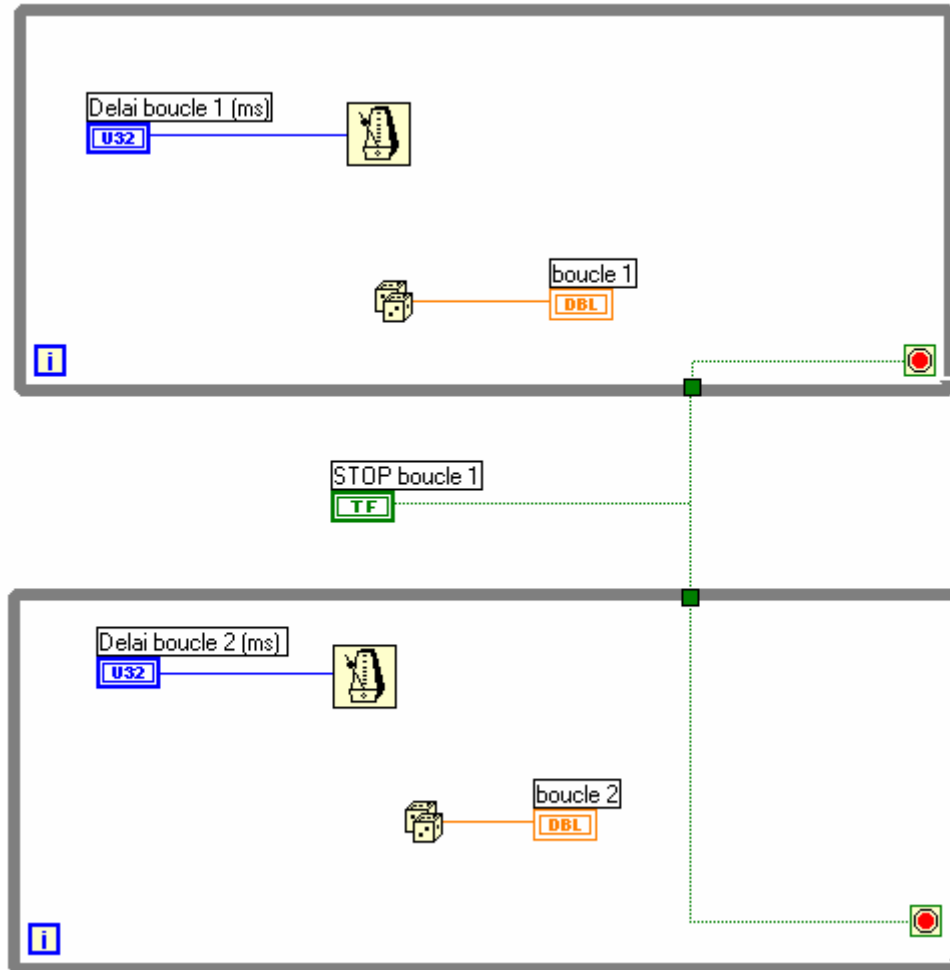 Delai boucle 1 (ms)
U32
boucle 1
DBL
i
STOP boucle 1
TF
Delai boucle 2 (ms)
U32
boucle 2
DBL
i